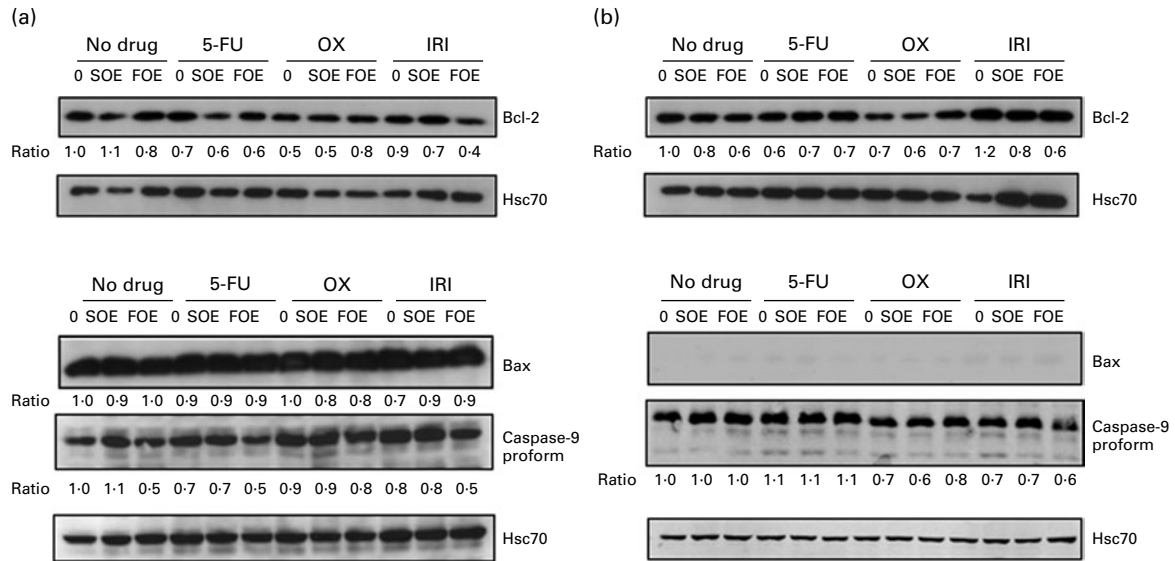 (a)
No drug 5-FU OX IRI
0 SOE FOE 0 SOE FOE 0 SOE FOE 0 SOE FOE
Bcl-2
Ratio 1·0 1·1 0·8 0·7 0·6 0·6 0·5 0·5 0·8 0·9 0·7 0·4
Hsc70
No drug 5-FU OX IRI
0 SOE FOE 0 SOE FOE 0 SOE FOE 0 SOE FOE
Bax
Ratio 1·0 0·9 1·0 0·9 0·9 0·9 1·0 0·8 0·8 0·7 0·9 0·9
Caspase-9
proform
Ratio 1·0 1·1 0·5 0·7 0·7 0·5 0·9 0·9 0·8 0·8 0·8 0·5
Hsc70
(b)
No drug 5-FU OX IRI
0 SOE FOE 0 SOE FOE 0 SOE FOE 0 SOE FOE
Bcl-2
Ratio 1·0 0·8 0·6 0·6 0·7 0·7 0·7 0·6 0·7 1·2 0·8 0·6
Hsc70
No drug 5-FU OX IRI
0 SOE FOE 0 SOE FOE 0 SOE FOE 0 SOE FOE
Bax
Caspase-9
proform
Ratio 1·0 1·0 1·0 1·1 1·1 1·1 0·7 0·6 0·8 0·7 0·7 0·6
Hsc70